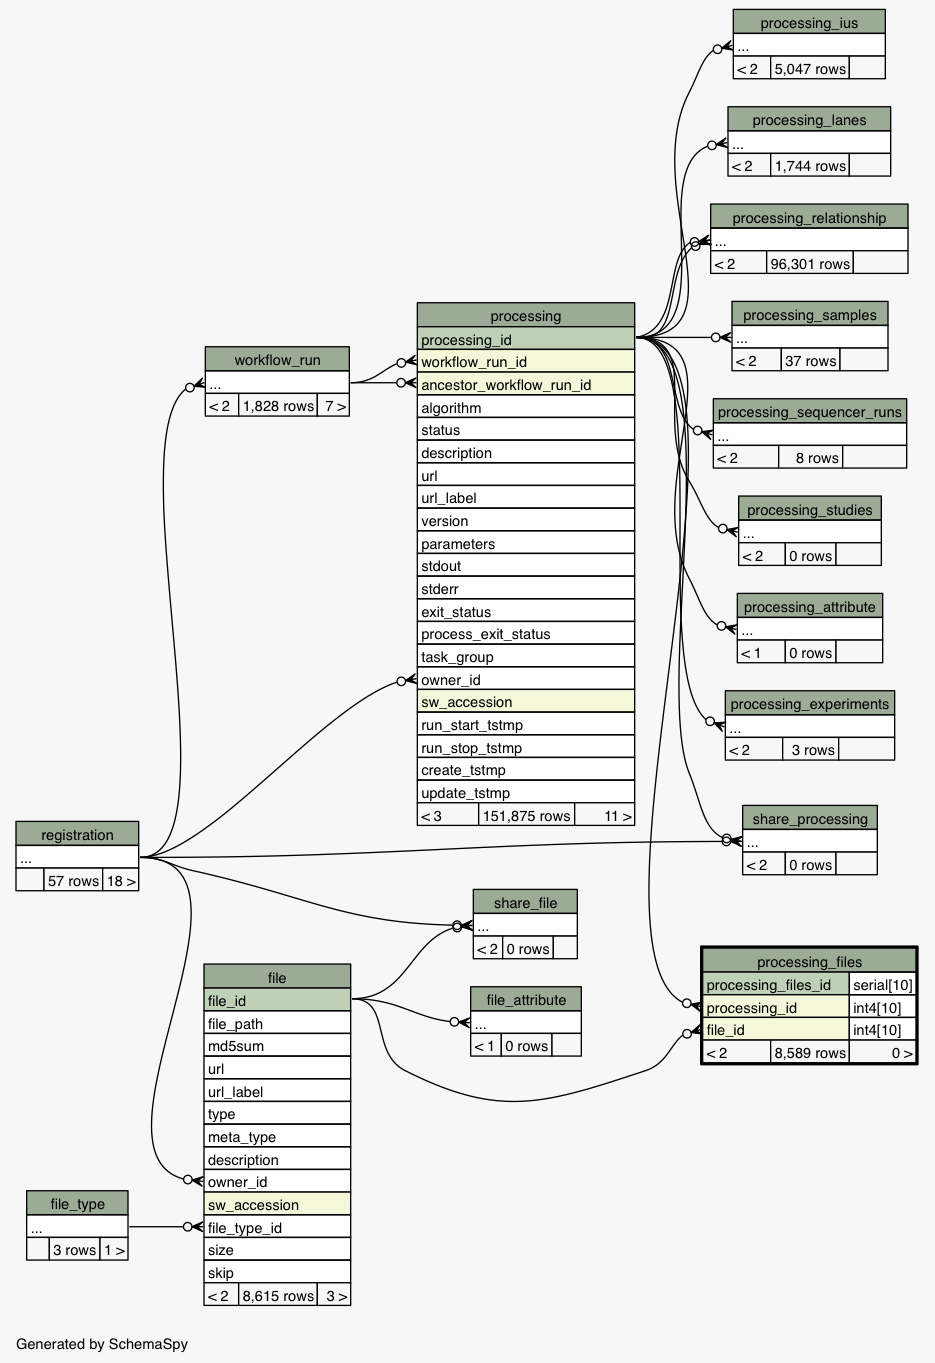 processing_ius
...
< 2 5,047 rows
processing_lanes
...
< 2 1,744 rows
processing_relationship
...
< 2 96,301 rows
processing_samples
...
< 2 37 rows
processing_sequencer_runs
...
< 2 8 rows
processing_studies
...
< 2 0 rows
processing_attribute
...
< 1 0 rows
processing_experiments
...
< 2 3 rows
share_processing
...
< 2 0 rows
processing
processing_id
workflow_run_id
ancestor_workflow_run_id
algorithm
status
description
url
url_label
version
parameters
stdout
stderr
exit_status
process_exit_status
task_group
owner_id
sw_accession
run_start_tstmp
run_stop_tstmp
create_tstmp
update_tstmp
< 3 151,875 rows 11 >
workflow_run
...
< 2 1,828 rows 7 >
registration
...
57 rows 18 >
share_file
...
< 2 0 rows
file_attribute
...
< 1 0 rows
processing_files
processing_files_id serial[10]
processing_id int4[10]
file_id int4[10]
< 2 8,589 rows 0 >
file
file_id
file_path
md5sum
url
url_label
type
meta_type
description
owner_id
sw_accession
file_type_id
size
skip
< 2 8,615 rows 3 >
file_type
...
3 rows 1 >
Generated by SchemaSpy